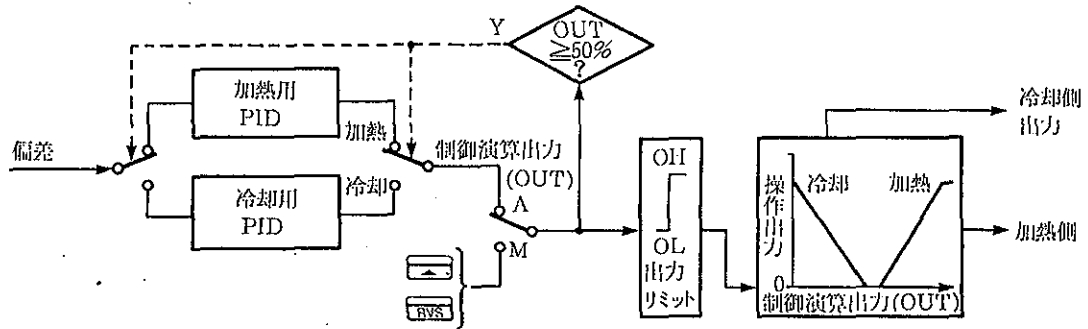 Y
OUT
≧50%
?
加熱用
PID
加熱
偏差
冷却用
PID
冷却
制御演算出力
(OUT)
A
M
RVS
OH
OL
出力
リミット
冷却側
出力
操作出力
冷却
加熱
0
制御演算出力(OUT)
加熱側